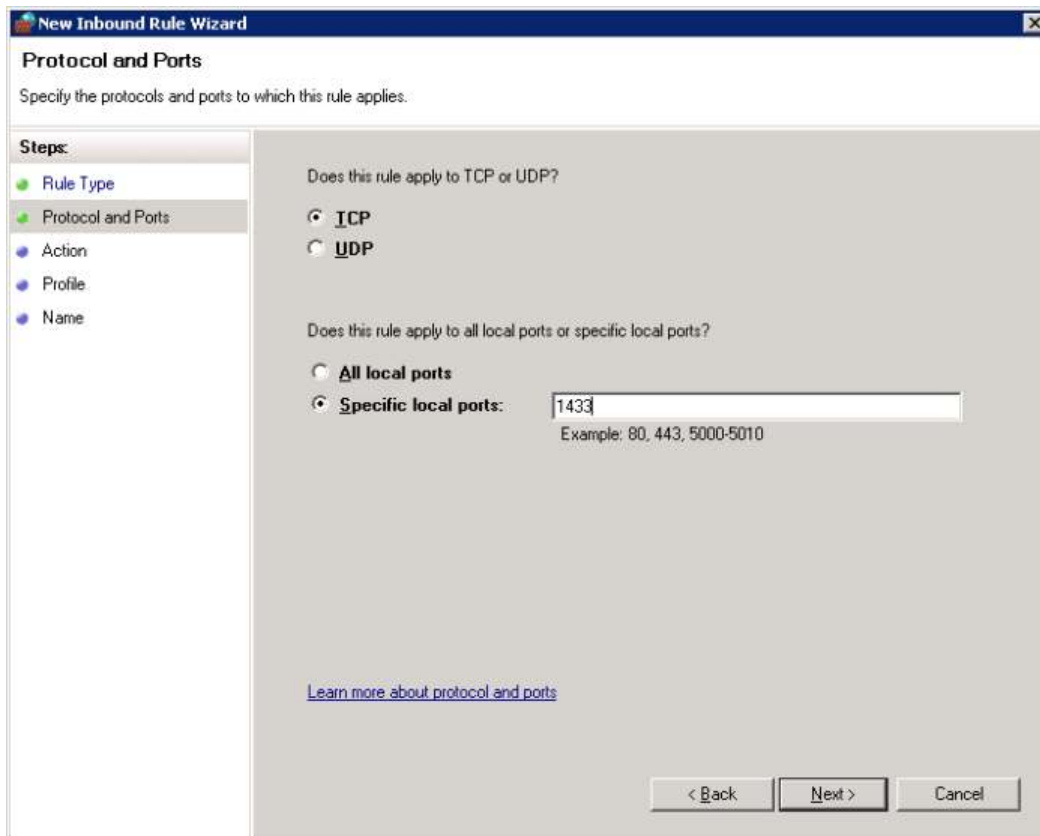 New Inbound Rule Wizard
Protocol and Ports
Specify the protocols and ports to which this rule applies.
Steps:
Rule Type
Protocol and Ports
Action
Profile
Name
Does this rule apply to TCP or UDP?
TCP
UDP
Does this rule apply to all local ports or specific local ports?
All local ports
Specific local ports: 1433
Example: 80, 443, 5000-5010
Learn more about protocol and ports
< Back Next > Cancel